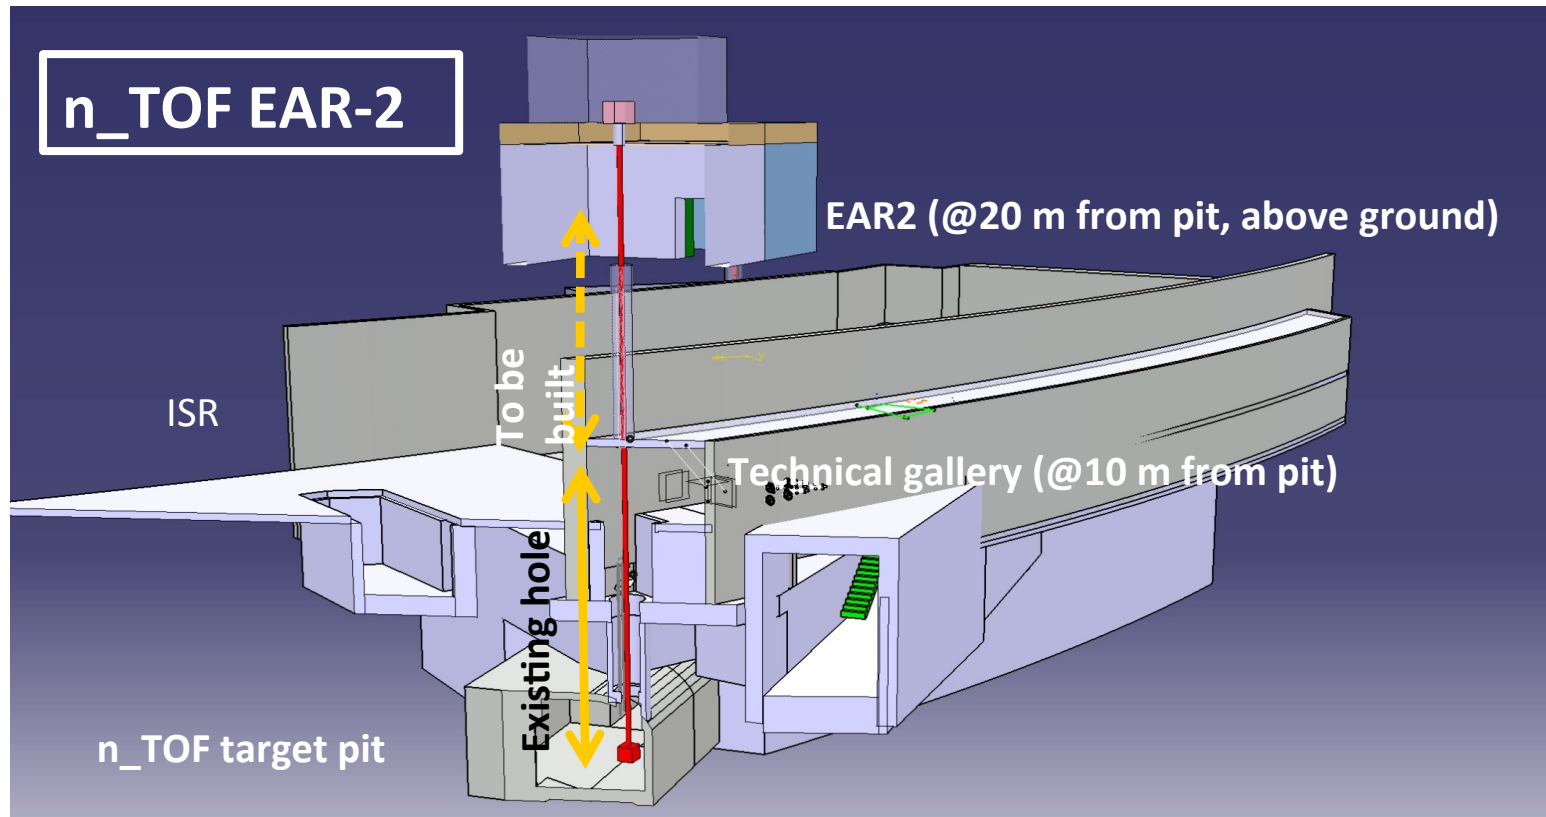 n_TOF EAR-2
EAR2 (@20 m from pit, above ground)
To be
built
ISR
Technical gallery (@10 m from pit)
Existing hole
n_TOF target pit